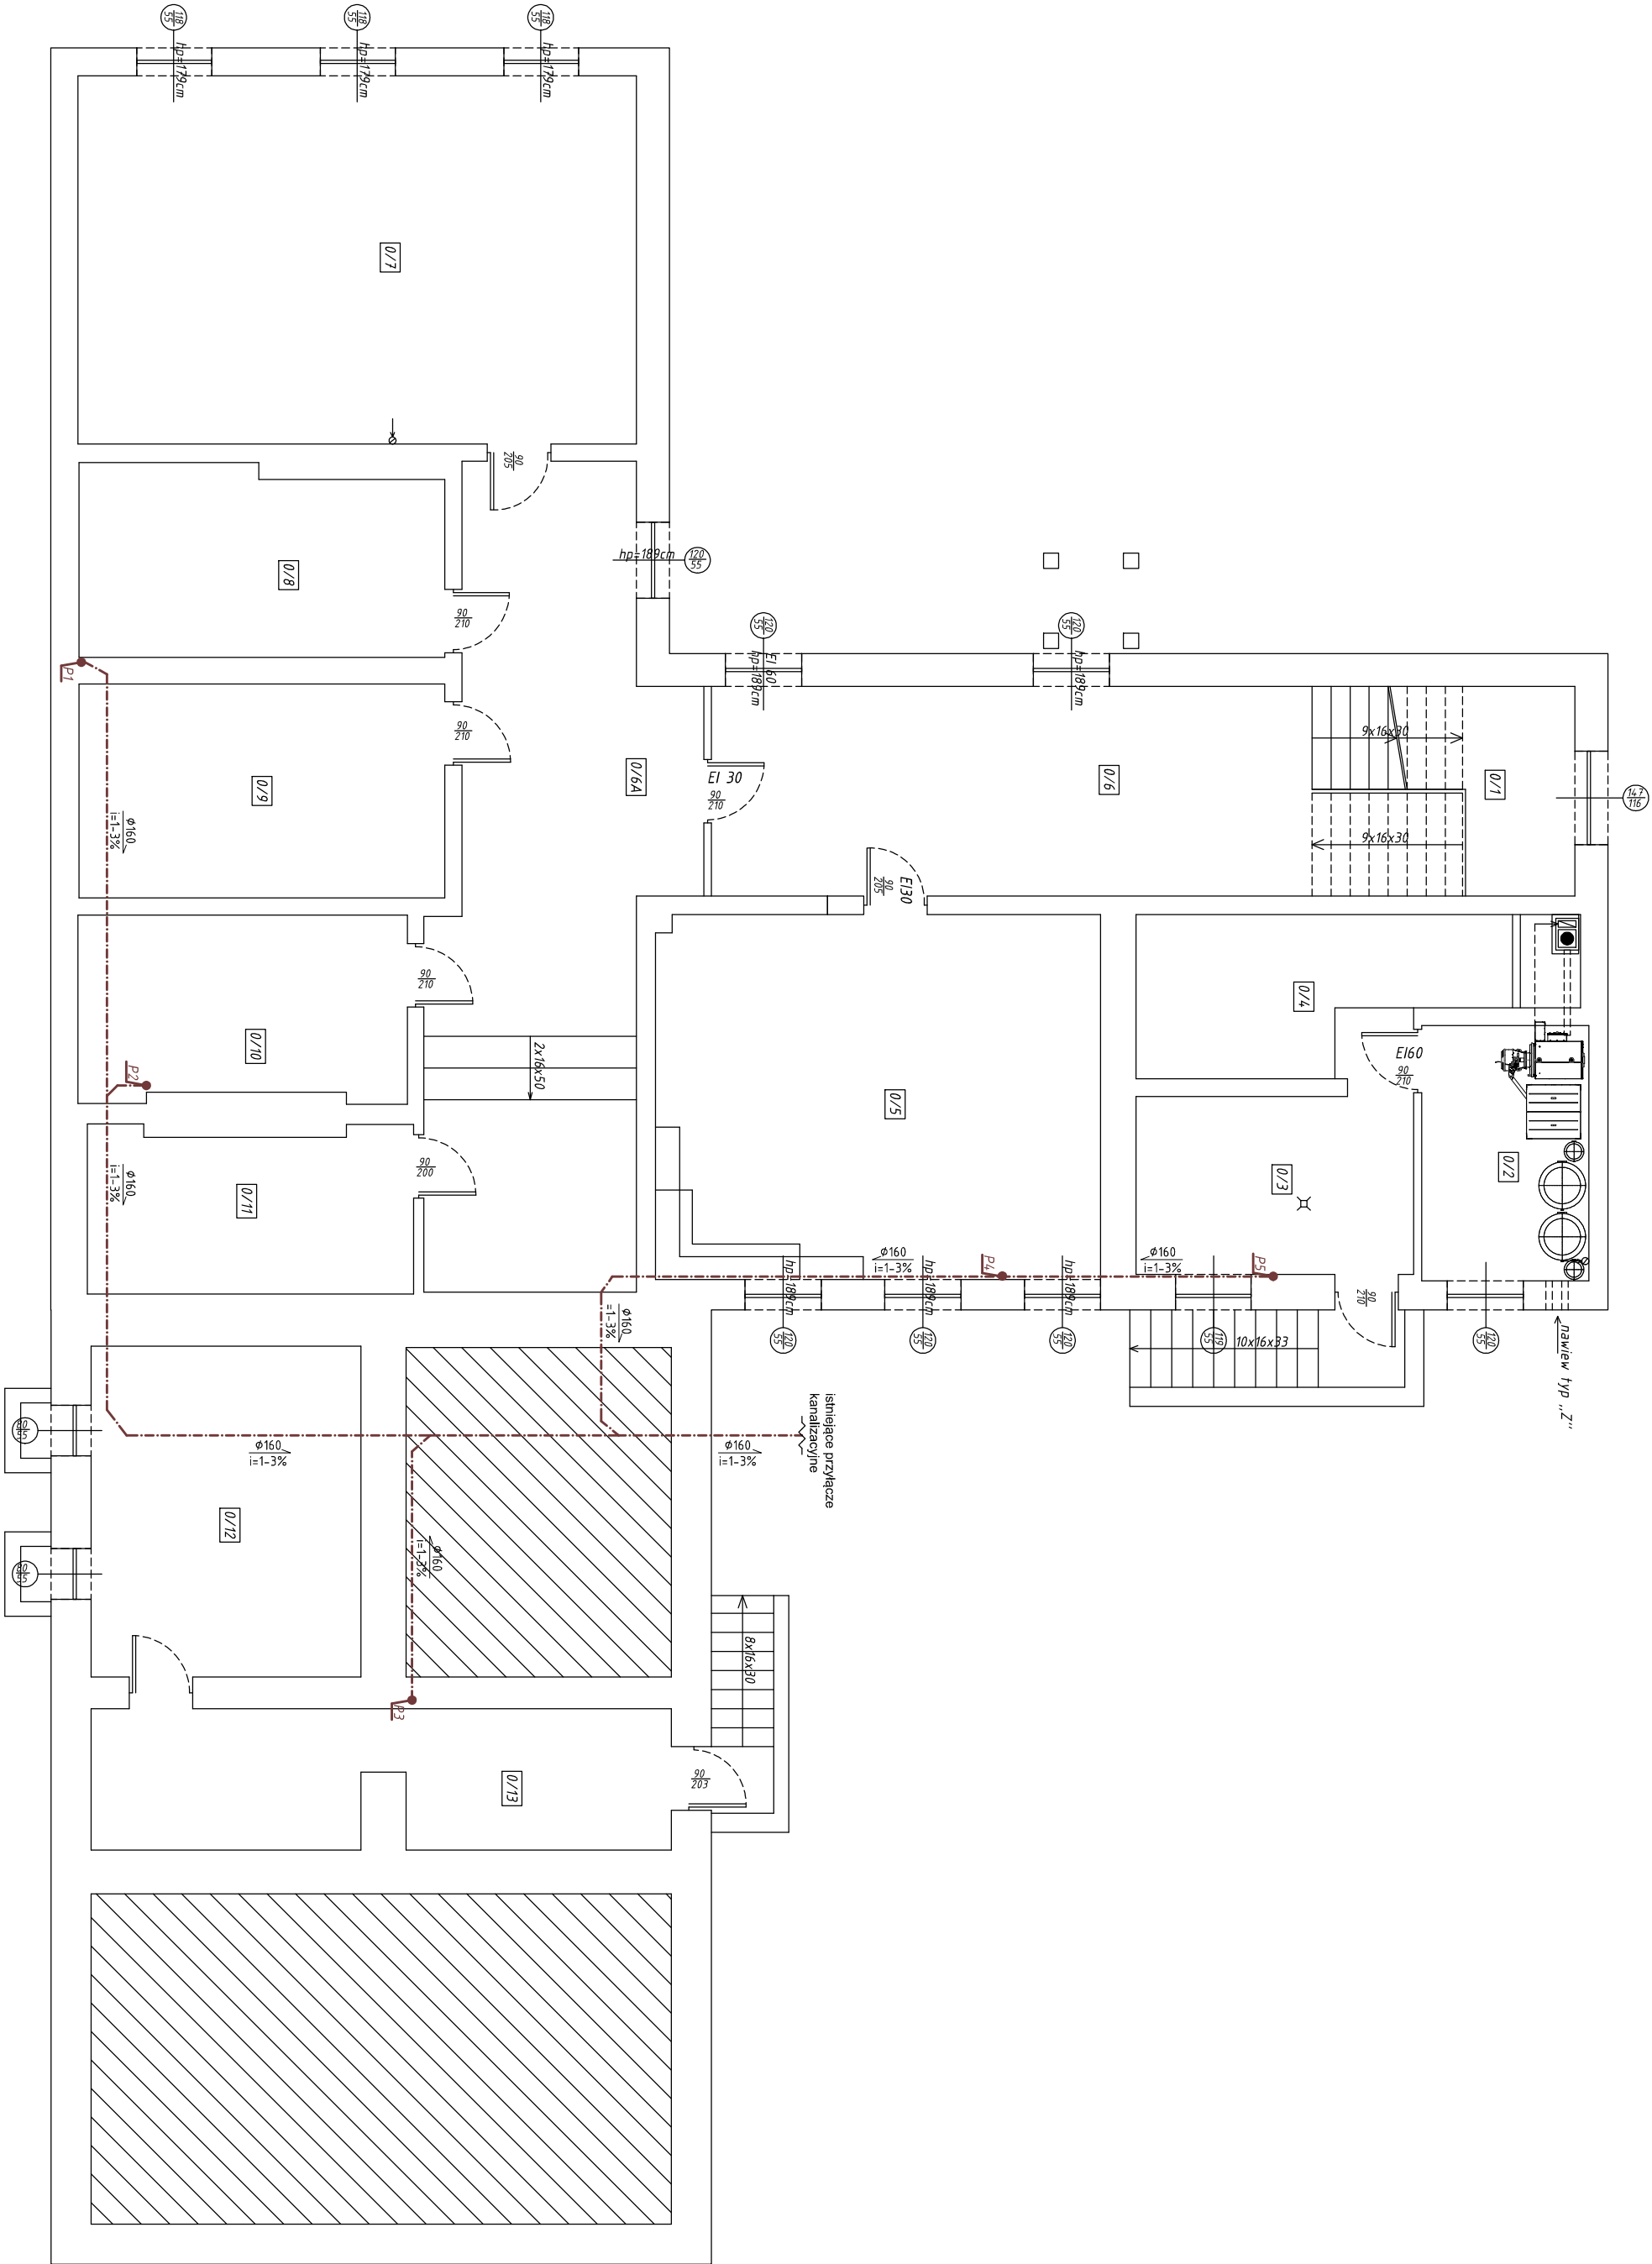 118
55
hp=179cm
118
55
hp=179cm
118
55
hp=179cm
0/7
90
205
hp=189cm
120
55
0/8
90
210
120
55
EI 60
hp=189cm
120
55
hp=189cm
P1
90
210
0/9
0/6A
EI 30
90
210
0/6
9x16x30
9x16x30
0/1
147
116
ϕ160
i=1-3%
EI30
90
205
90
210
0/10
2x16x50
P2
0/4
EI60
90
210
0/5
0/2
0/3
90
200
ϕ160
i=1-3%
0/11
ϕ160
i=1-3%
P4
ϕ160
i=1-3%
P5
hp=189cm
hp=189cm
hp=189cm
90
210
120
55
120
55
120
55
119
55
10x16x33
120
55
nawiew typ ,,Z''
ϕ160
i=1-3%
istniejące przyłącze
kanalizacyjne
80
55
ϕ160
i=1-3%
ϕ160
i=1-3%
0/12
ϕ160
i=1-3%
80
55
8x16x30
P3
0/13
90
203